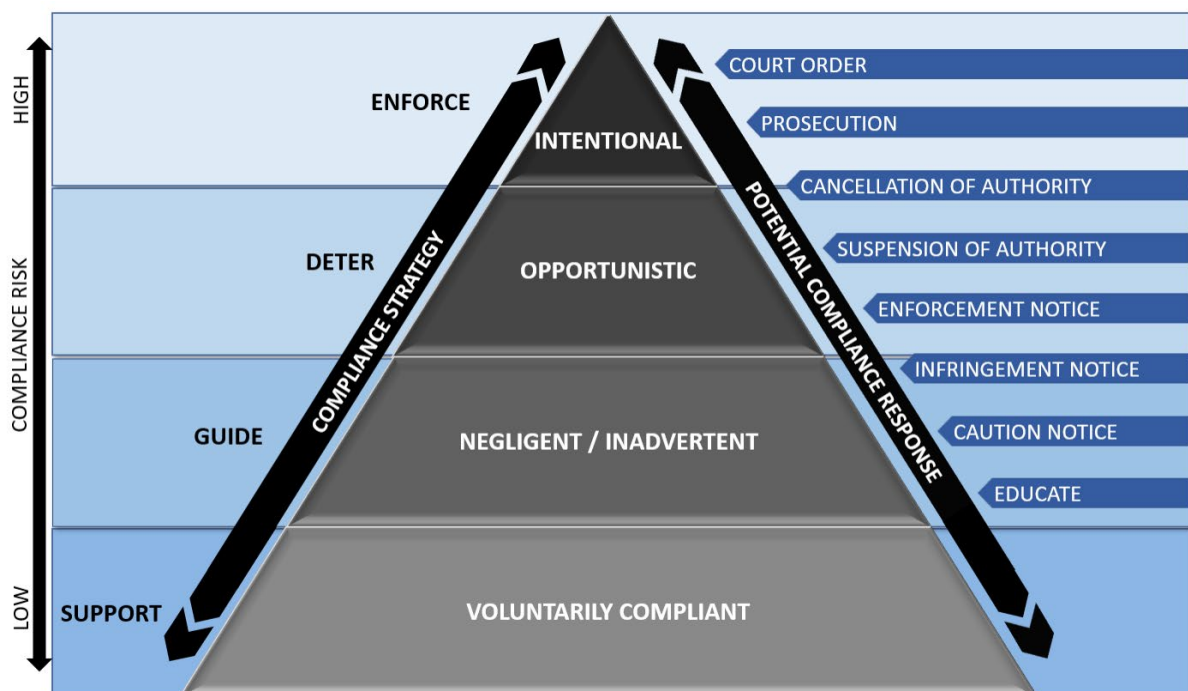 HIGH
COMPLIANCE RISK
LOW
ENFORCE
DETER
GUIDE
SUPPORT
COMPLIANCE STRATEGY
INTENTIONAL
OPPORTUNISTIC
NEGLIGENT / INADVERTENT
VOLUNTARILY COMPLIANT
POTENTIAL COMPLIANCE RESPONSE
COURT ORDER
PROSECUTION
CANCELLATION OF AUTHORITY
SUSPENSION OF AUTHORITY
ENFORCEMENT NOTICE
INFRINGEMENT NOTICE
CAUTION NOTICE
EDUCATE